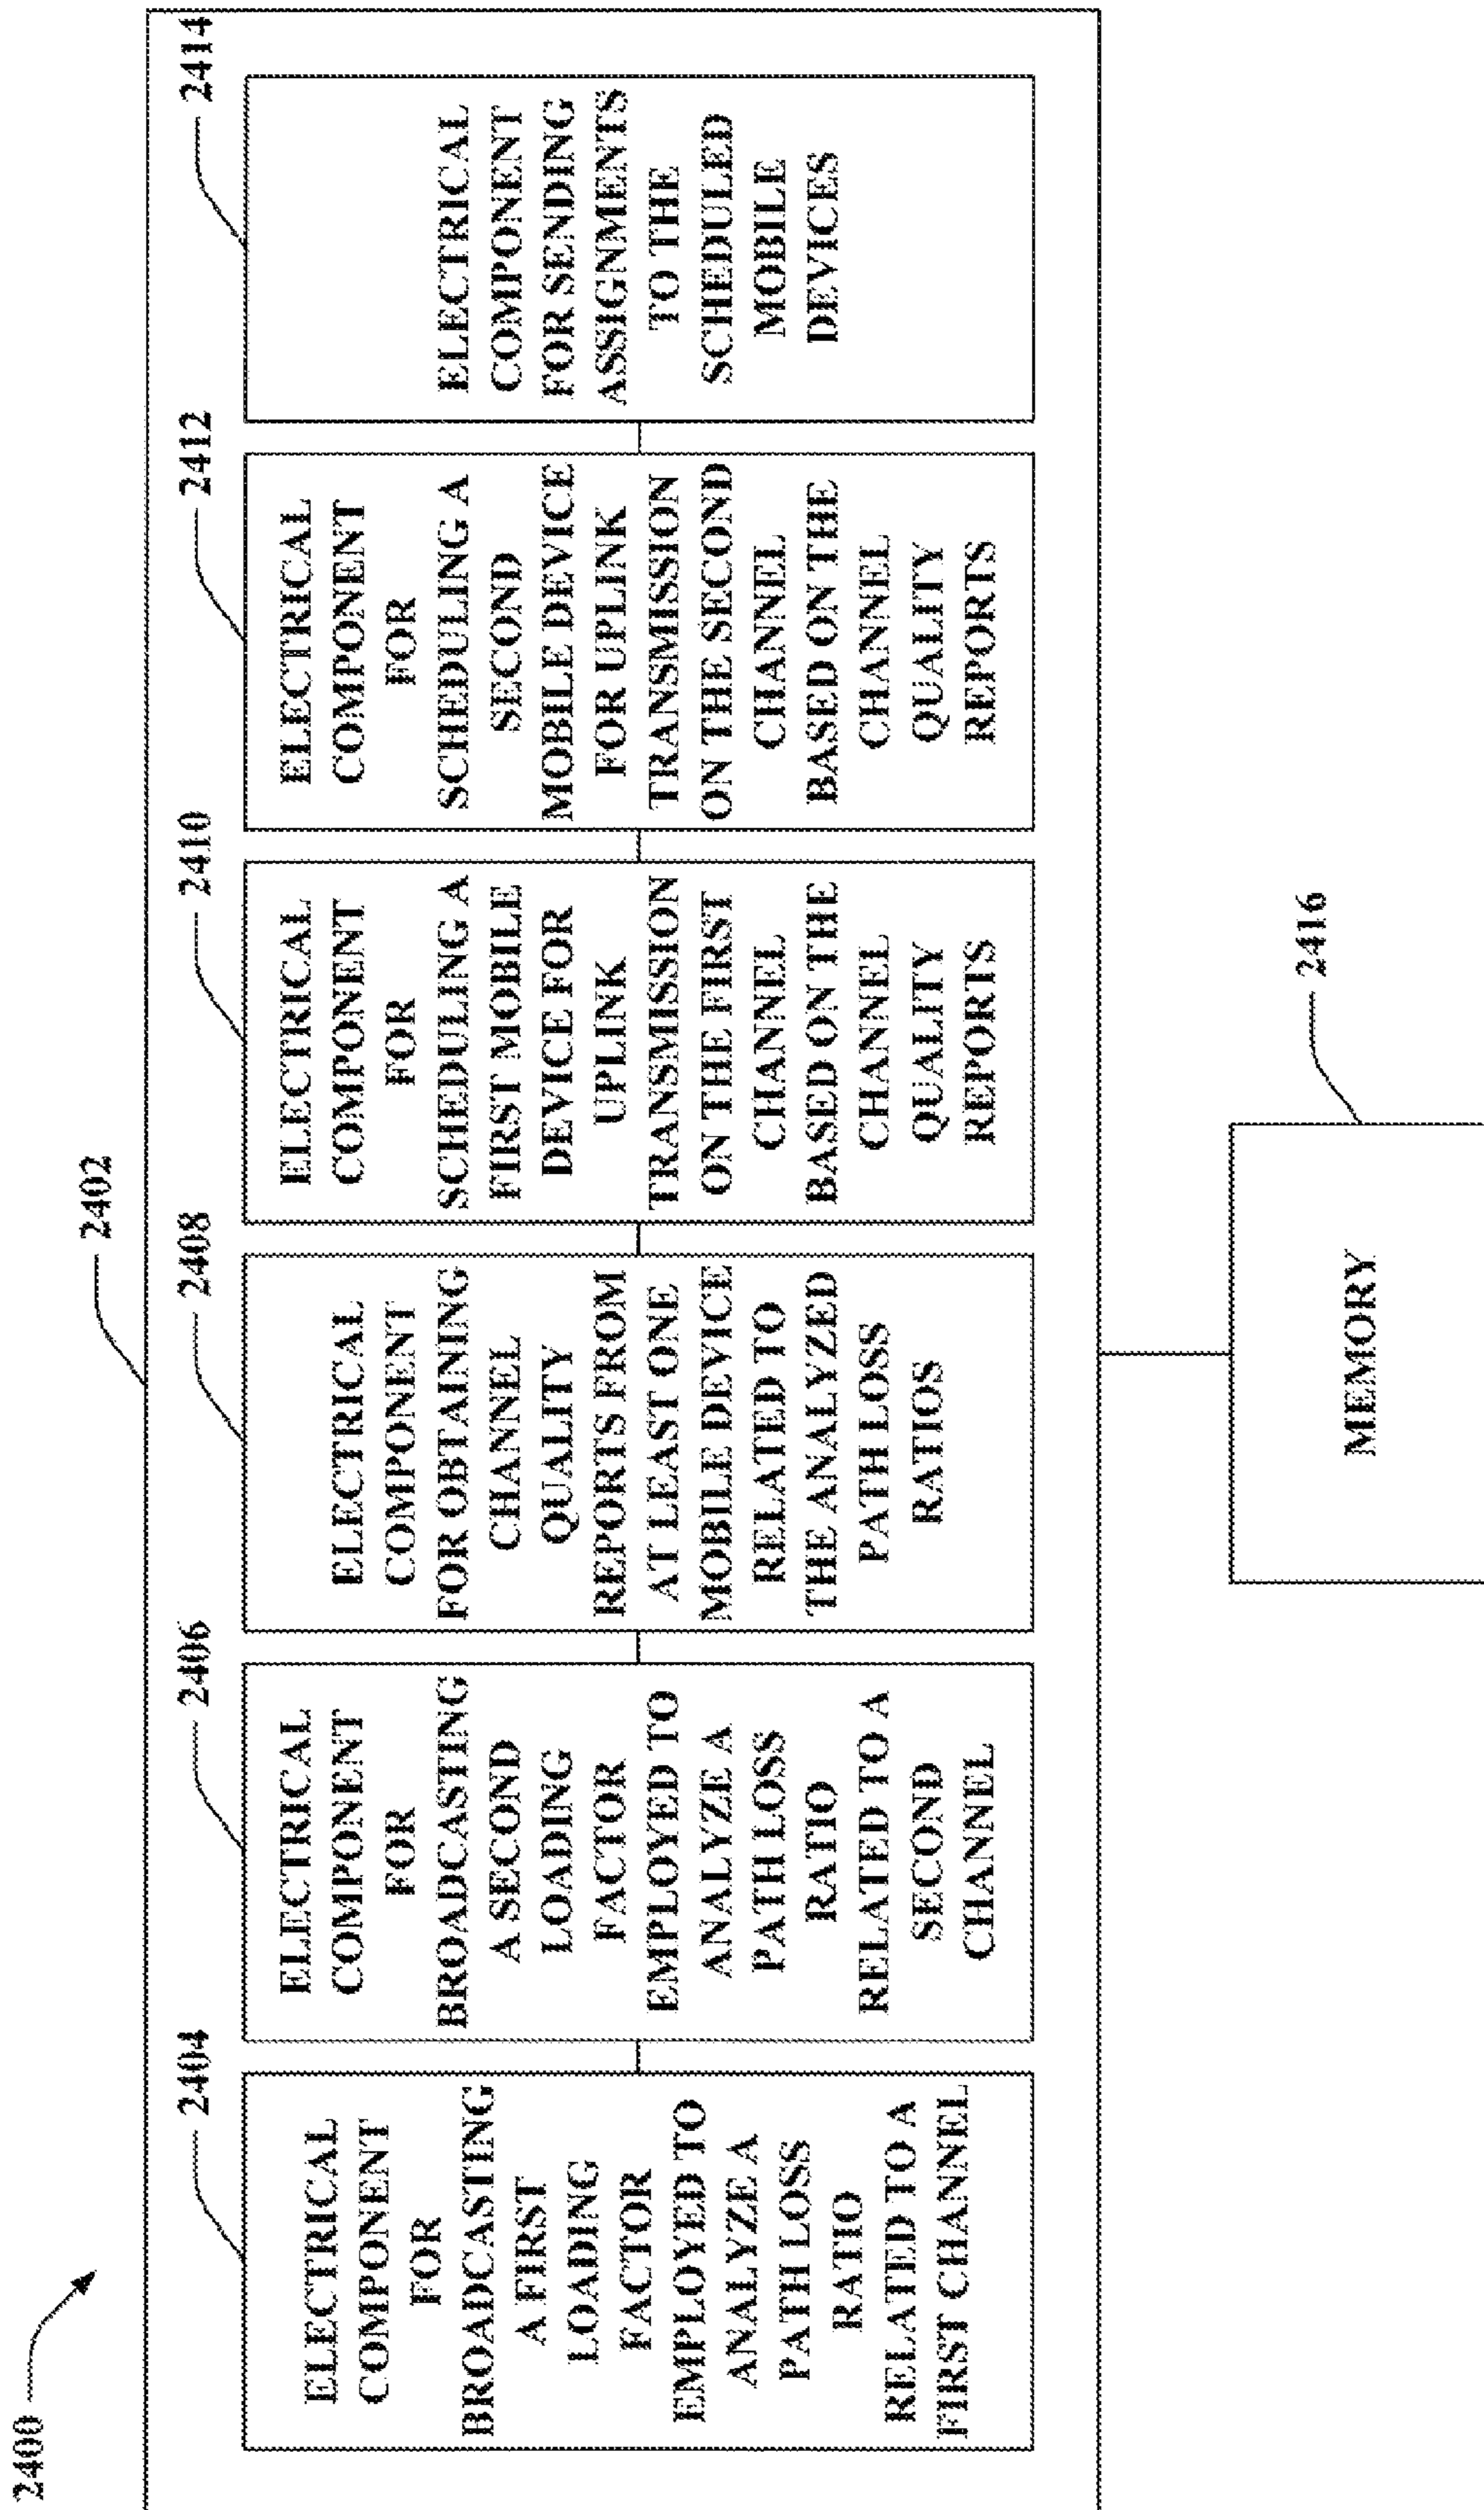 2400
2402
2404
ELECTRICAL
COMPONENT
FOR
BROADCASTING
A FIRST
LOADING
FACTOR
EMPLOYED TO
ANALYZE A
PATH LOSS
RATIO
RELATED TO A
FIRST CHANNEL
2406
ELECTRICAL
COMPONENT
FOR
BROADCASTING
A SECOND
LOADING
FACTOR
EMPLOYED TO
ANALYZE A
PATH LOSS
RATIO
RELATED TO A
SECOND
CHANNEL
2408
ELECTRICAL
COMPONENT
FOR OBTAINING
CHANNEL
QUALITY
REPORTS FROM
AT LEAST ONE
MOBILE DEVICE
RELATED TO
THE ANALYZED
PATH LOSS
RATIOS
2410
ELECTRICAL
COMPONENT
FOR
SCHEDULING A
FIRST MOBILE
DEVICE FOR
UPLINK
TRANSMISSION
ON THE FIRST
CHANNEL
BASED ON THE
CHANNEL
QUALITY
REPORTS
2412
ELECTRICAL
COMPONENT
FOR
SCHEDULING A
SECOND
MOBILE DEVICE
FOR UPLINK
TRANSMISSION
ON THE SECOND
CHANNEL
BASED ON THE
CHANNEL
QUALITY
REPORTS
2414
ELECTRICAL
COMPONENT
FOR SENDING
ASSIGNMENTS
TO THE
SCHEDULED
MOBILE
DEVICES
2416
MEMORY